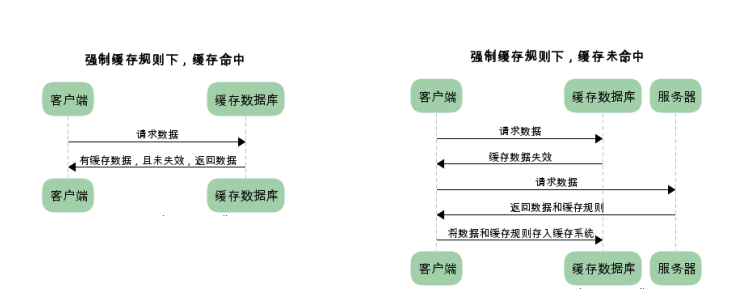 强制缓存规则下，缓存命中
客户端
缓存数据库
请求数据
有缓存数据，且未失效，返回数据
客户端
缓存数据库
强制缓存规则下，缓存未命中
客户端
缓存数据库
服务器
请求数据
缓存数据失效
请求数据
返回数据和缓存规则
将数据和缓存规则存入缓存系统
客户端
缓存数据库
服务器